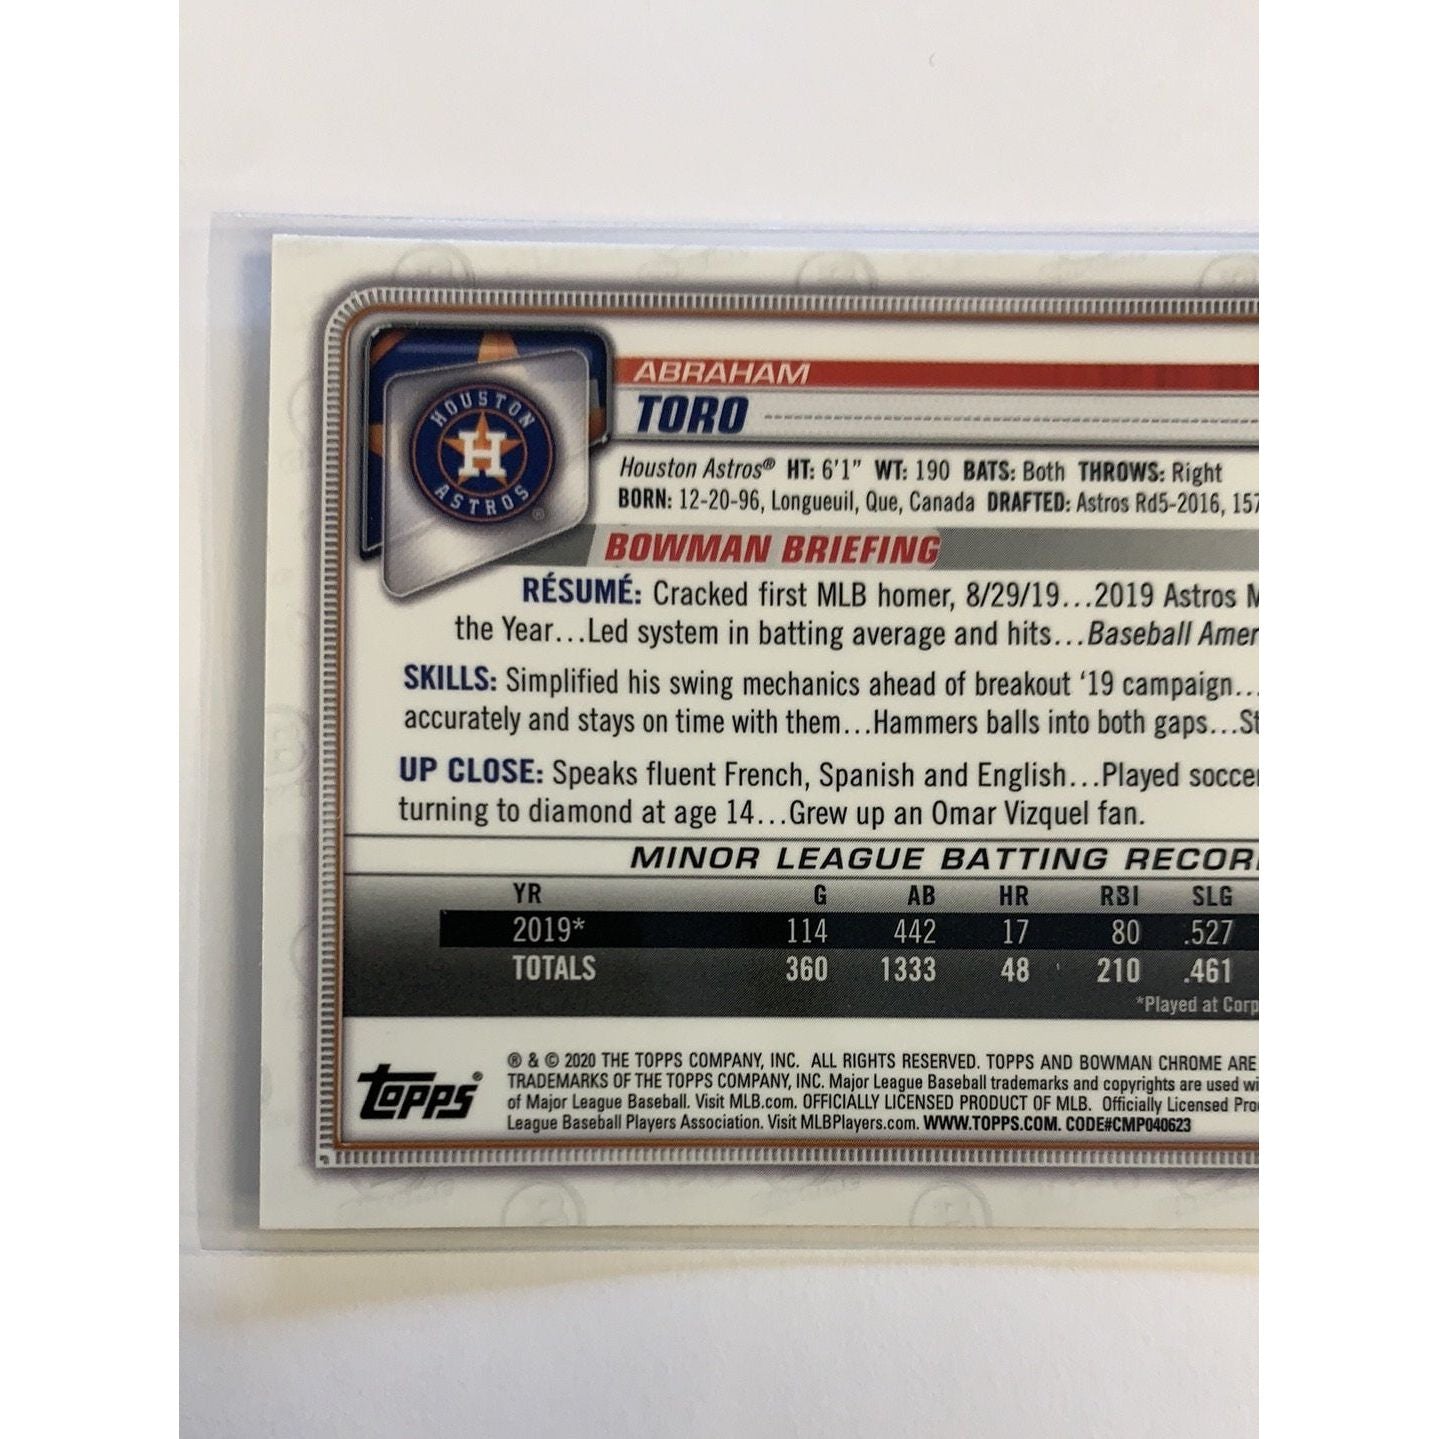 HOUSTON
H
ASTROS®
ABRAHAM
TORO
Houston Astros® HT: 6'1" WT: 190 BATS: Both THROWS: Right
BORN: 12-20-96, Longueuil, Que, Canada DRAFTED: Astros Rd5-2016, 157
BOWMAN BRIEFING
RÉSUMÉ: Cracked first MLB homer, 8/29/19...2019 Astros
the Year...Led system in batting average and hits...Baseball Amer
SKILLS: Simplified his swing mechanics ahead of breakout '19 campaign...
accurately and stays on time with them...Hammers balls into both gaps...St
UP CLOSE: Speaks fluent French, Spanish and English...Played soccer
turning to diamond at age 14...Grew up an Omar Vizquel fan.
MINOR LEAGUE BATTING RECOR
YR G AB HR RBI SLG
2019* 114 442 17 80 .527
TOTALS 360 1333 48 210 .461
*Played at Corp
topps®
® & © 2020 THE TOPPS COMPANY, INC. ALL RIGHTS RESERVED. TOPPS AND BOWMAN CHROME ARE
TRADEMARKS OF THE TOPPS COMPANY, INC. Major League Baseball trademarks and copyrights are used wi
of Major League Baseball. Visit MLB.com. OFFICIALLY LICENSED PRODUCT OF MLB. Officially Licensed Pro
League Baseball Players Association. Visit MLBPlayers.com. WWW.TOPPS.COM. CODE#CMP040623